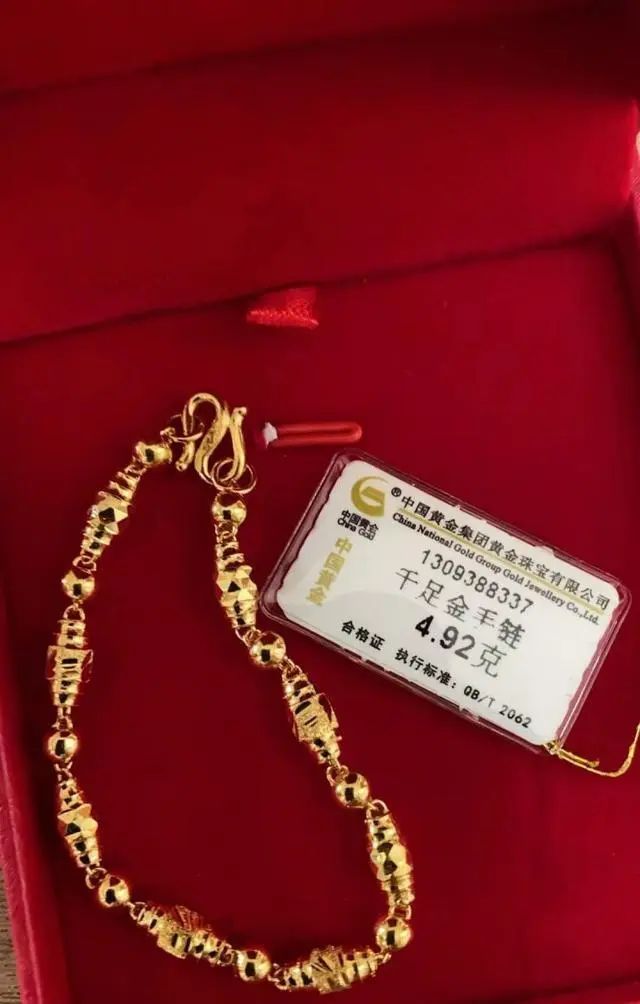 ®中国黄金集团黄金珠宝有限公司
China National Gold Group Gold Jewellery Co.,Ltd.
中国黄金
China Gold
中国黄金
1309388337
千足金手链
4.92克
合格证 执行标准：QB/T 2062